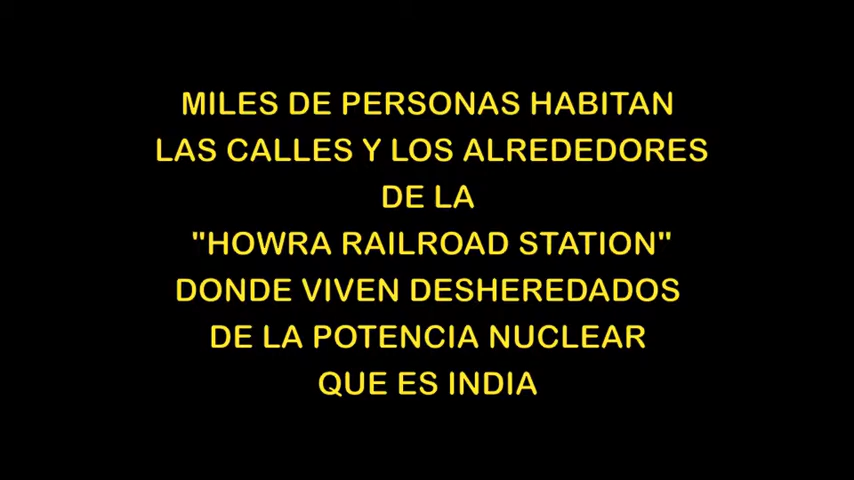 MILES DE PERSONAS HABITAN
LAS CALLES Y LOS ALREDEDORES
DE LA
"HOWRA RAILROAD STATION"
DONDE VIVEN DESHEREDADOS
DE LA POTENCIA NUCLEAR
QUE ES INDIA